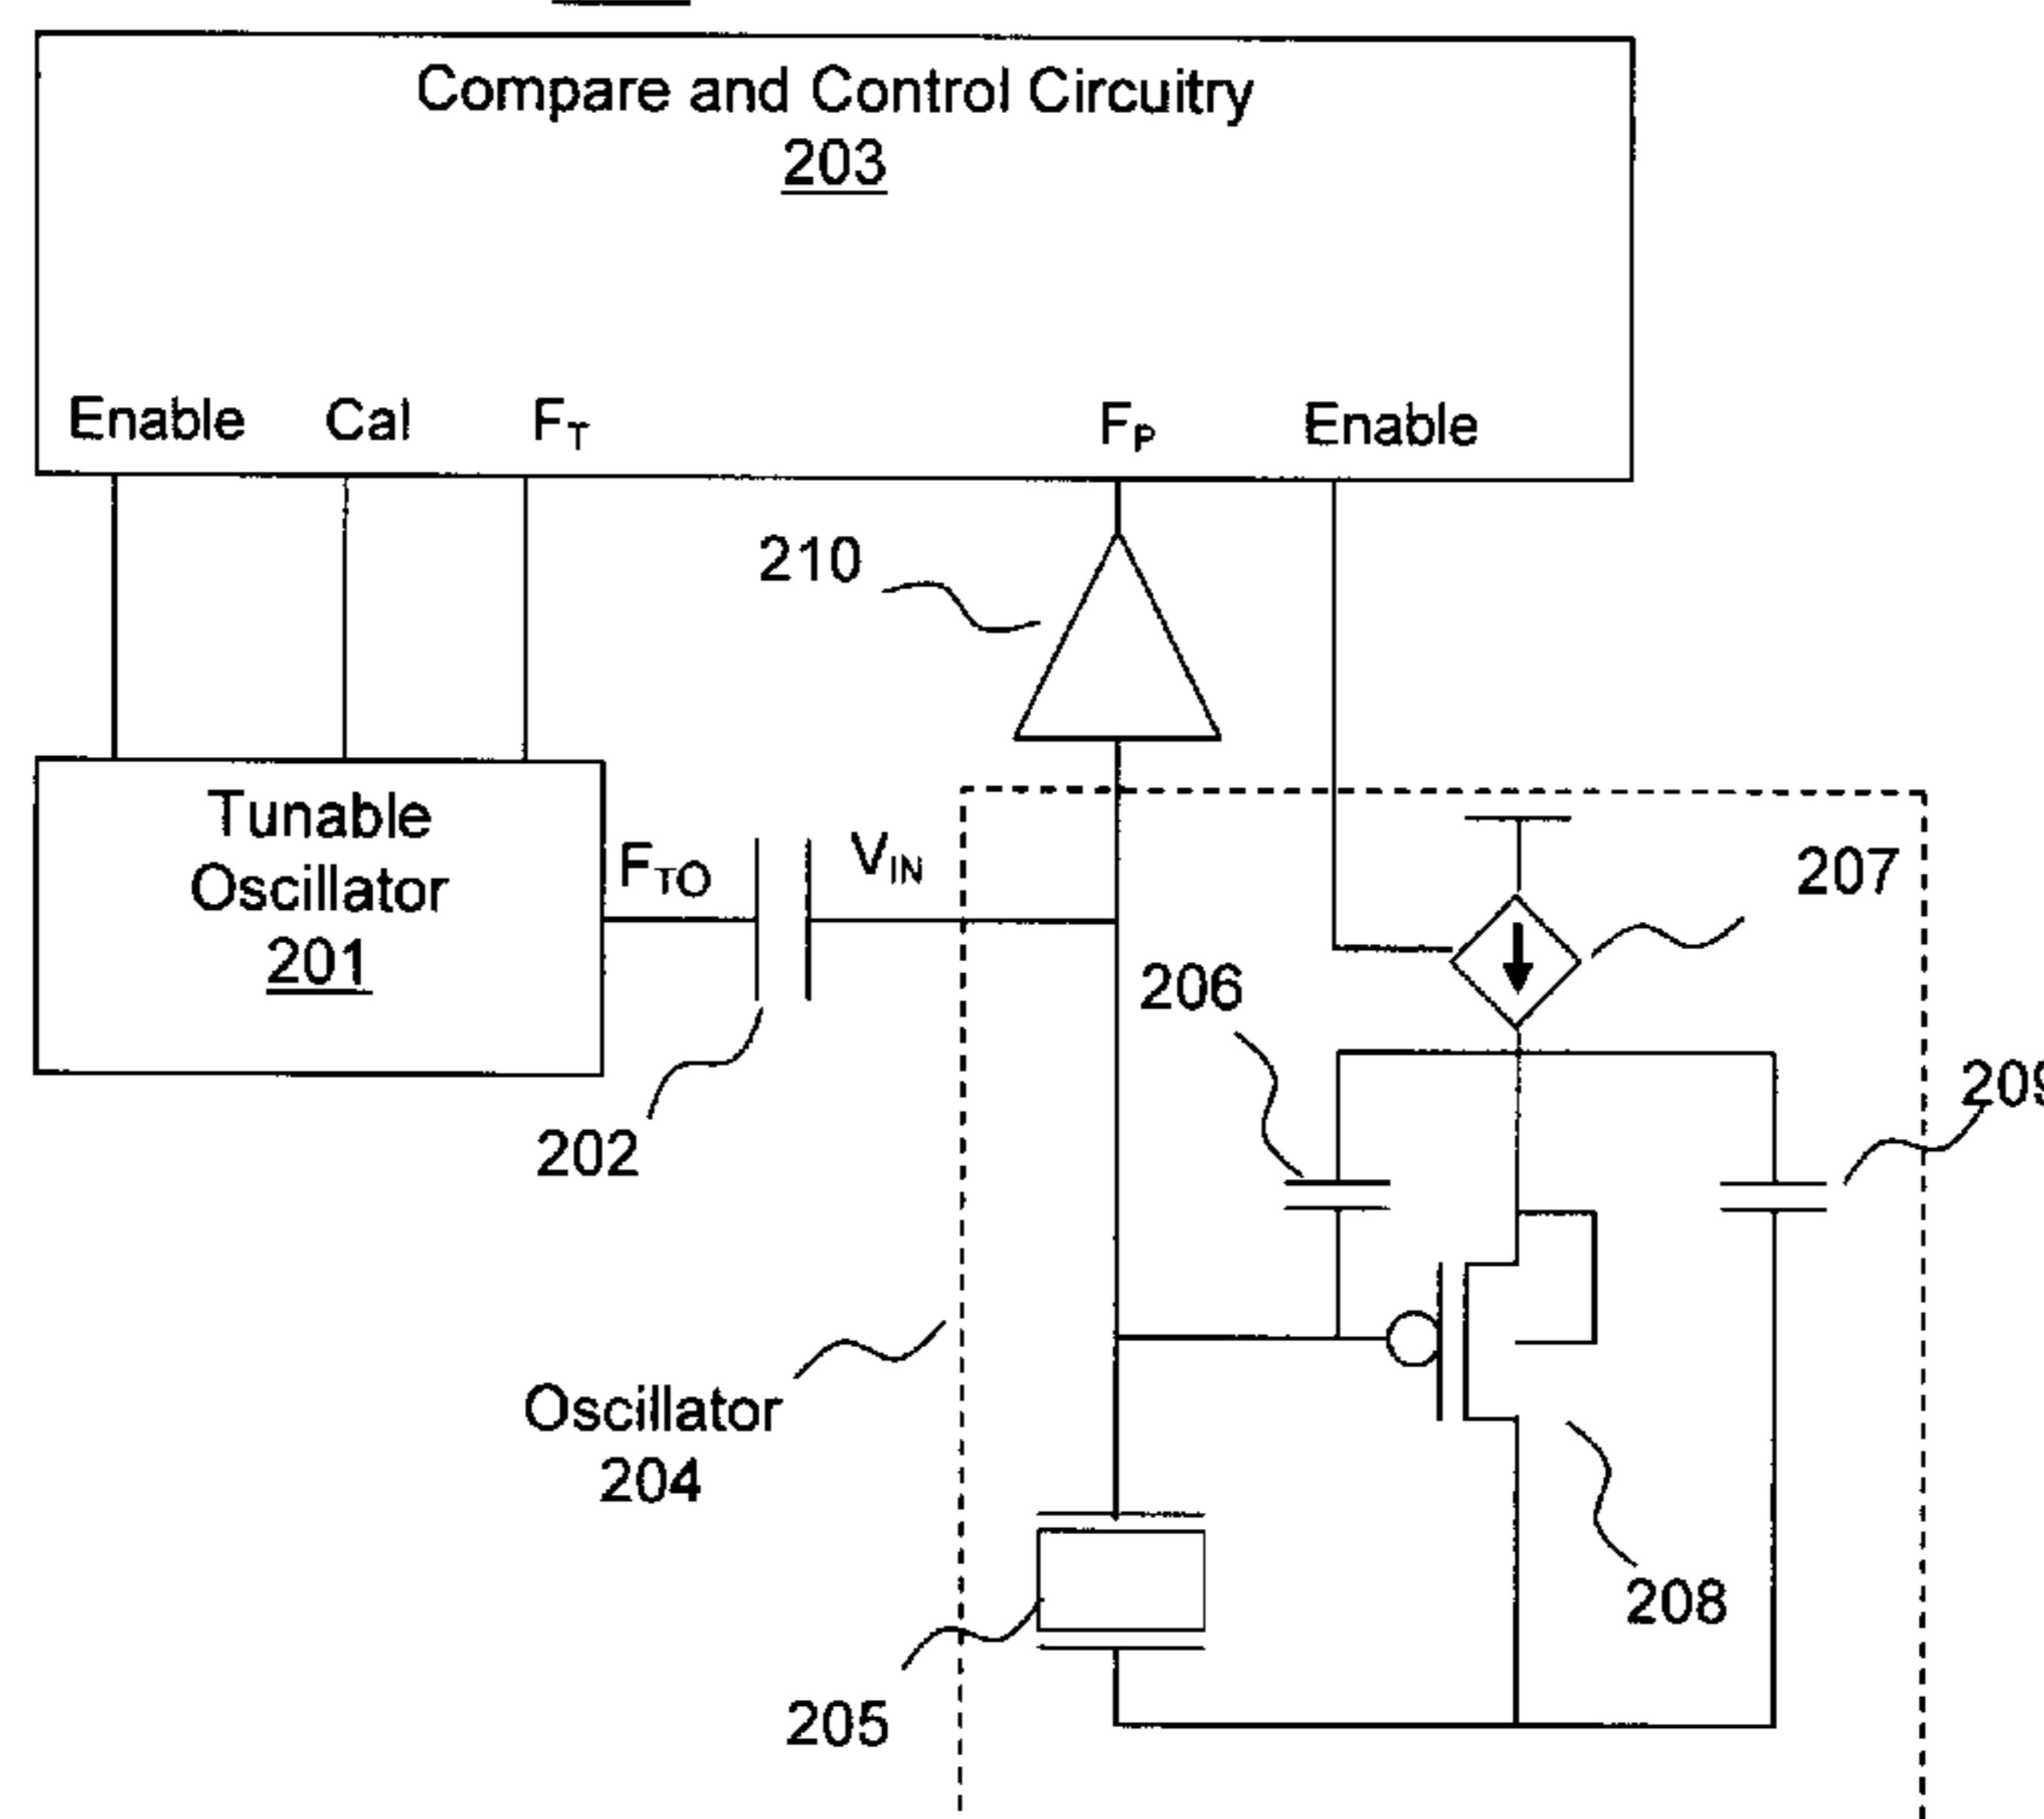 Compare and Control Circuitry
203
Enable Cal FT FP Enable
210
Tunable
Oscillator
201
FTO
VIN
207
206
209
202
Oscillator
204
208
205